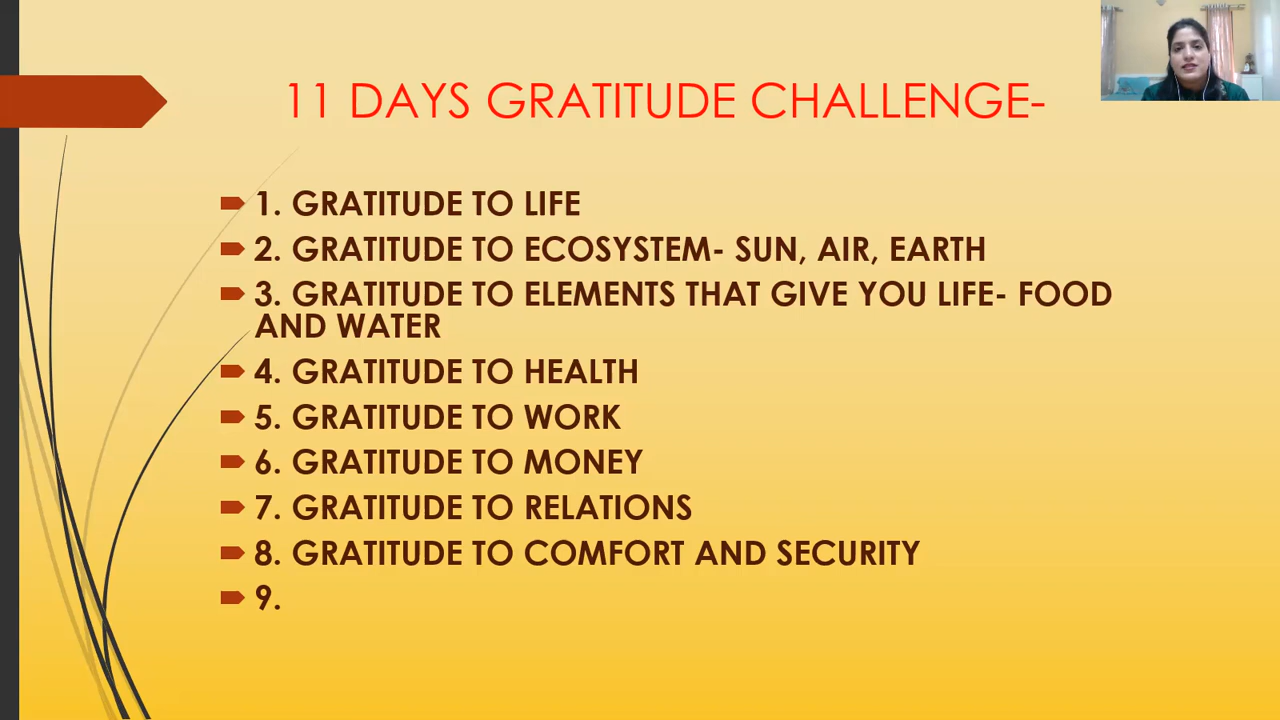 11 DAYS GRATITUDE CHALLENGE-
1. GRATITUDE TO LIFE
2. GRATITUDE TO ECOSYSTEM- SUN, AIR, EARTH
3. GRATITUDE TO ELEMENTS THAT GIVE YOU LIFE- FOOD
AND WATER
4. GRATITUDE TO HEALTH
5. GRATITUDE TO WORK
6. GRATITUDE TO MONEY
7. GRATITUDE TO RELATIONS
8. GRATITUDE TO COMFORT AND SECURITY
9.